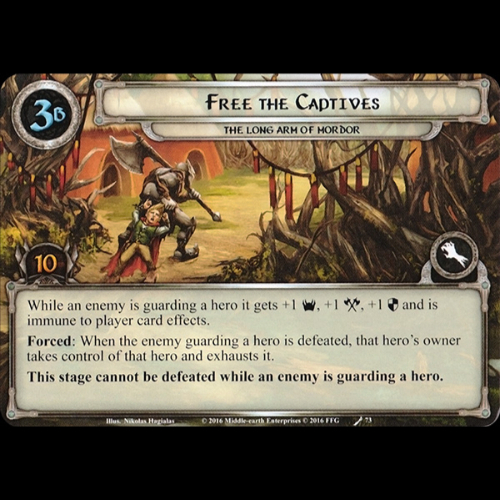 3B
FREE THE CAPTIVES
THE LONG ARM OF MORDOR
10
While an enemy is guarding a hero it gets +1 , +1 , +1 and is
immune to player card effects.
Forced: When the enemy guarding a hero is defeated, that hero's owner
takes control of that hero and exhausts it.
This stage cannot be defeated while an enemy is guarding a hero.
Illus. Nikolas Hagialas © 2016 Middle-earth Enterprises © 2016 FFG 73